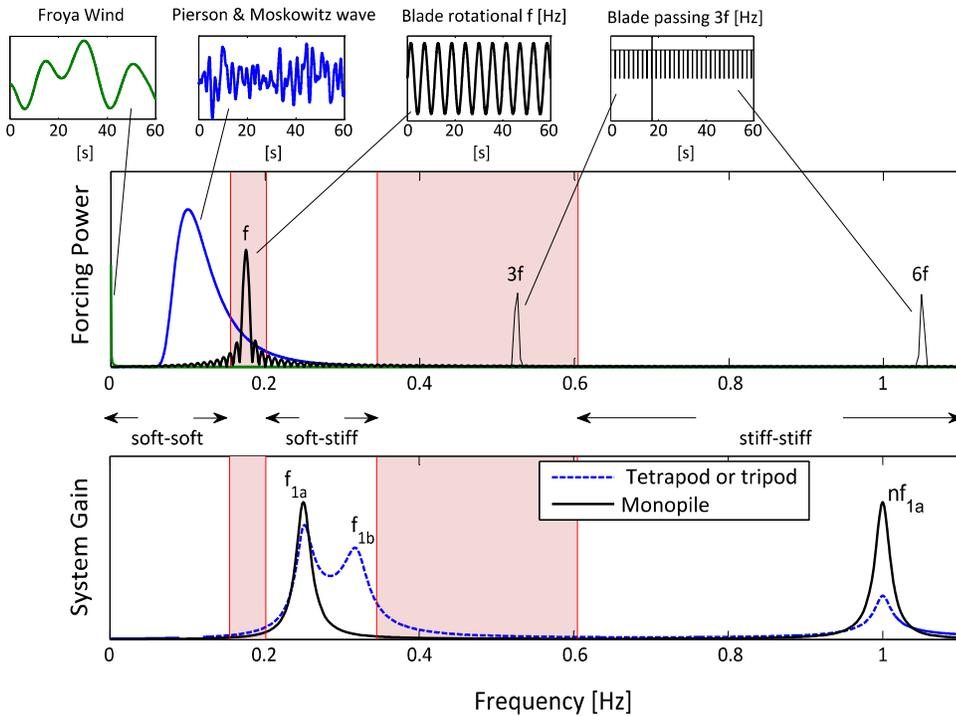 Froya Wind
Pierson & Moskowitz wave
Blade rotational f [Hz]
Blade passing 3f [Hz]
0 20 40 60
0 20 40 60
0 20 40 60
0 20 40 60
[s]
[s]
[s]
[s]
Forcing Power
f
3f
6f
0 0.2 0.4 0.6 0.8 1
soft-soft
soft-stiff
stiff-stiff
System Gain
f1a
f1b
Tetrapod or tripod
Monopile
nf1a
0 0.2 0.4 0.6 0.8 1
Frequency [Hz]